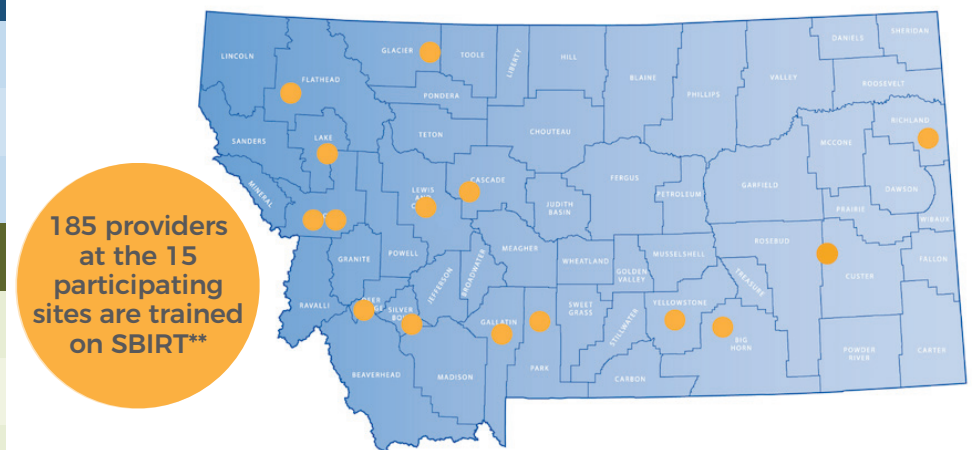 185 providers
at the 15
participating
sites are trained
on SBIRT**
LINCOLN
FLATHEAD
GLACIER
TOOLE
LIBERTY
HILL
BLAINE
PHILLIPS
VALLEY
DANIELS
SHERIDAN
ROOSEVELT
PONDERA
TETON
CHOUTEAU
SANDERS
LAKE
MINERAL
LEWIS
AND
CASCADE
JUDITH
BASIN
FERGUS
PETROLEUM
GARFIELD
MCCONE
RICHLAND
DAWSON
PRAIRIE
WIBAUX
POWELL
GRANITE
RAVALLI
SILVER
JEFFERSON
BROADWATER
MEAGHER
WHEATLAND
GOLDEN
VALLEY
MUSSELSHELL
TREASURE
ROSEBUD
CUSTER
FALLON
BEAVERHEAD
MADISON
GALLATIN
PARK
SWEET
GRASS
STILLWATER
CARBON
YELLOWSTONE
BIG
HORN
POWDER
RIVER
CARTER